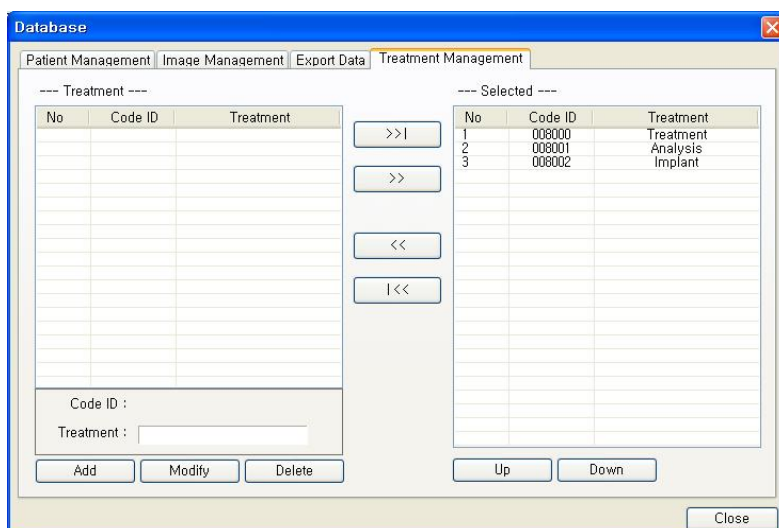 Database
Patient Management Image Management Export Data Treatment Management
--- Treatment ---
No Code ID Treatment
>>|
>>
<<
|<<
Code ID :
Treatment :
Add Modify Delete
--- Selected ---
No Code ID Treatment
1 008000 Treatment
2 008001 Analysis
3 008002 Implant
Up Down
Close